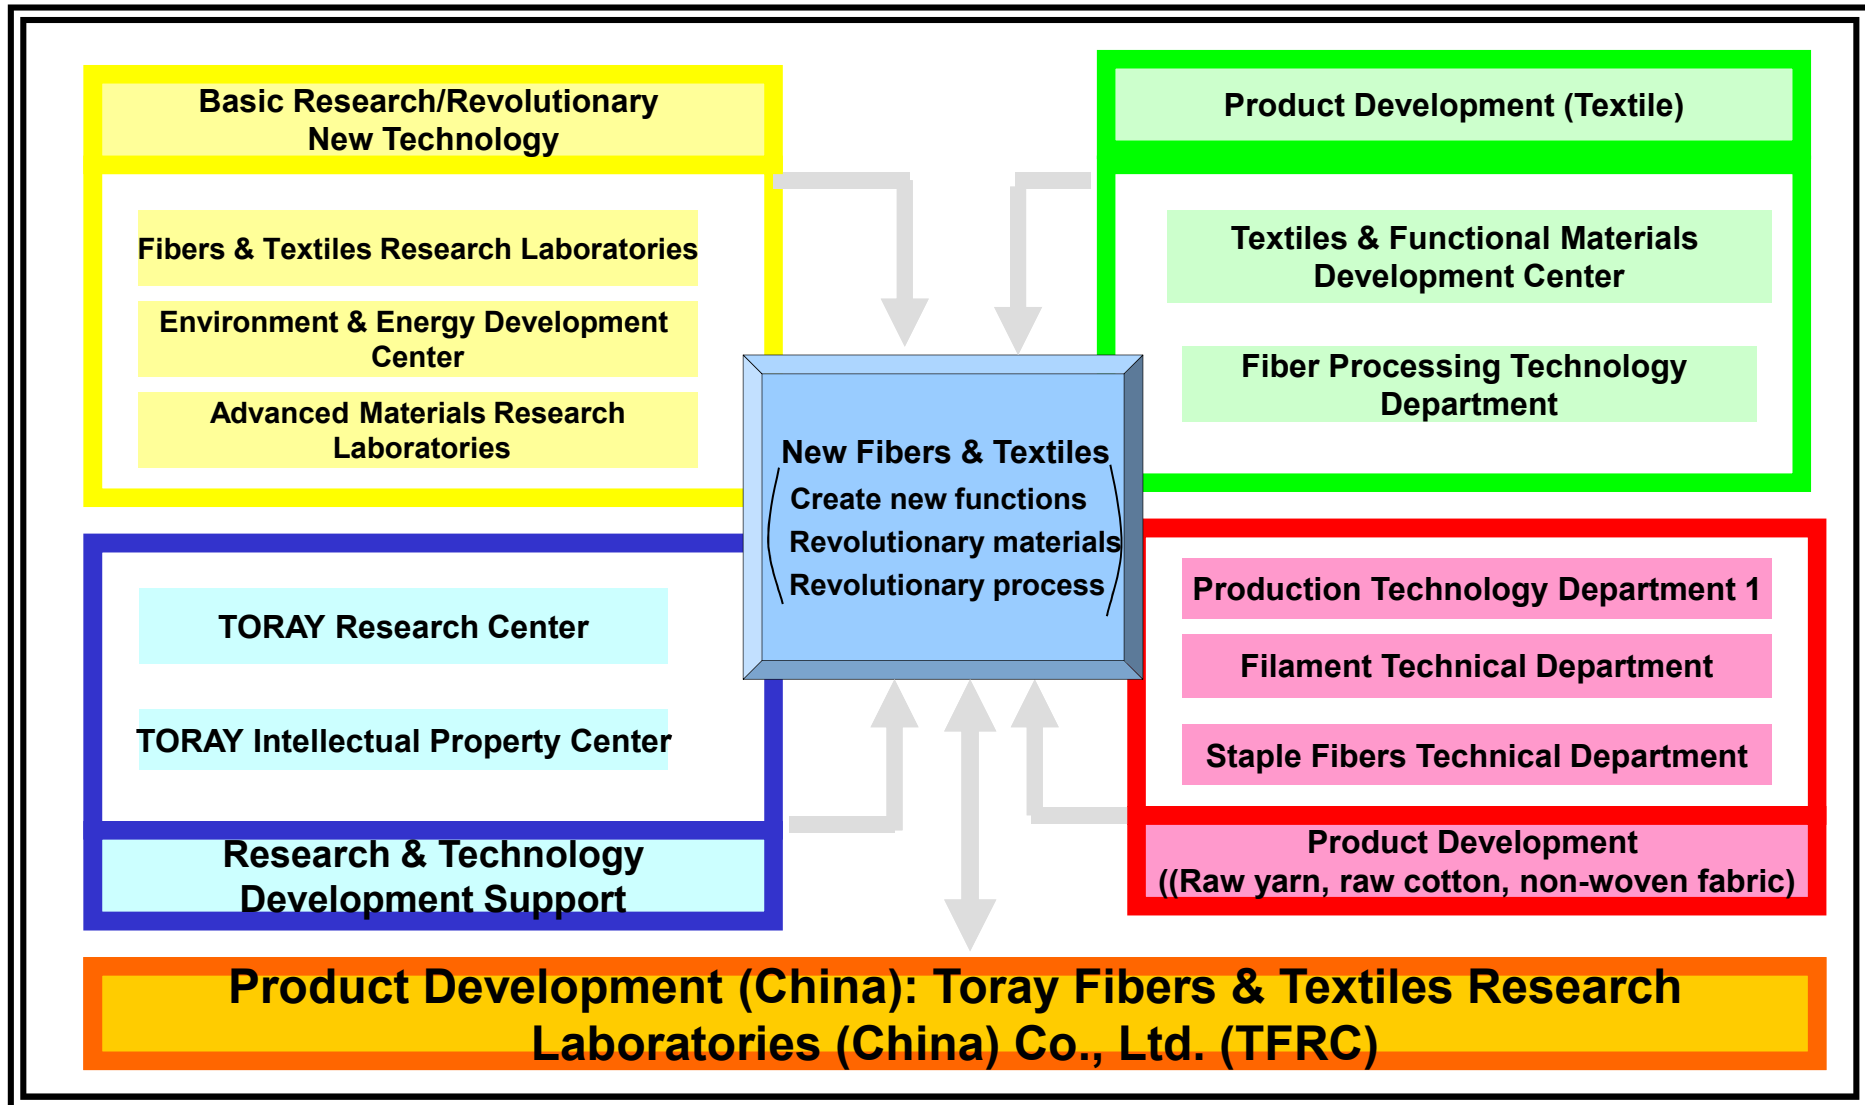 Basic Research/Revolutionary
New Technology
Fibers & Textiles Research Laboratories
Environment & Energy Development
Center
Advanced Materials Research
Laboratories
Product Development (Textile)
Textiles & Functional Materials
Development Center
Fiber Processing Technology
Department
New Fibers & Textiles
Create new functions
Revolutionary materials
Revolutionary process
TORAY Research Center
TORAY Intellectual Property Center
Research & Technology
Development Support
Production Technology Department 1
Filament Technical Department
Staple Fibers Technical Department
Product Development
((Raw yarn, raw cotton, non-woven fabric)
Product Development (China): Toray Fibers & Textiles Research
Laboratories (China) Co., Ltd. (TFRC)